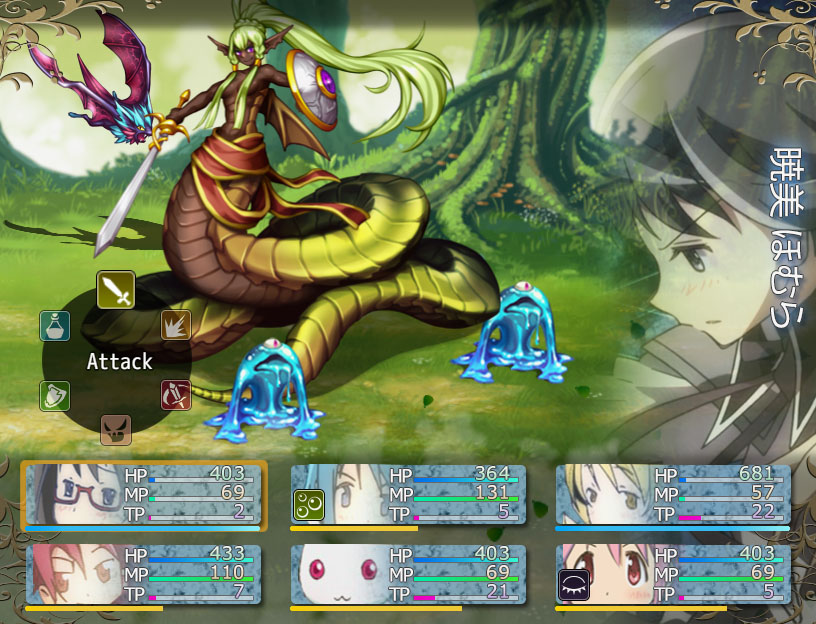 暁美 ほむら
Attack
HP 403
MP 69
TP 2
HP 364
MP 131
TP 5
HP 681
MP 57
TP 22
HP 433
MP 110
TP 7
HP 403
MP 69
TP 21
HP 403
MP 69
TP 5